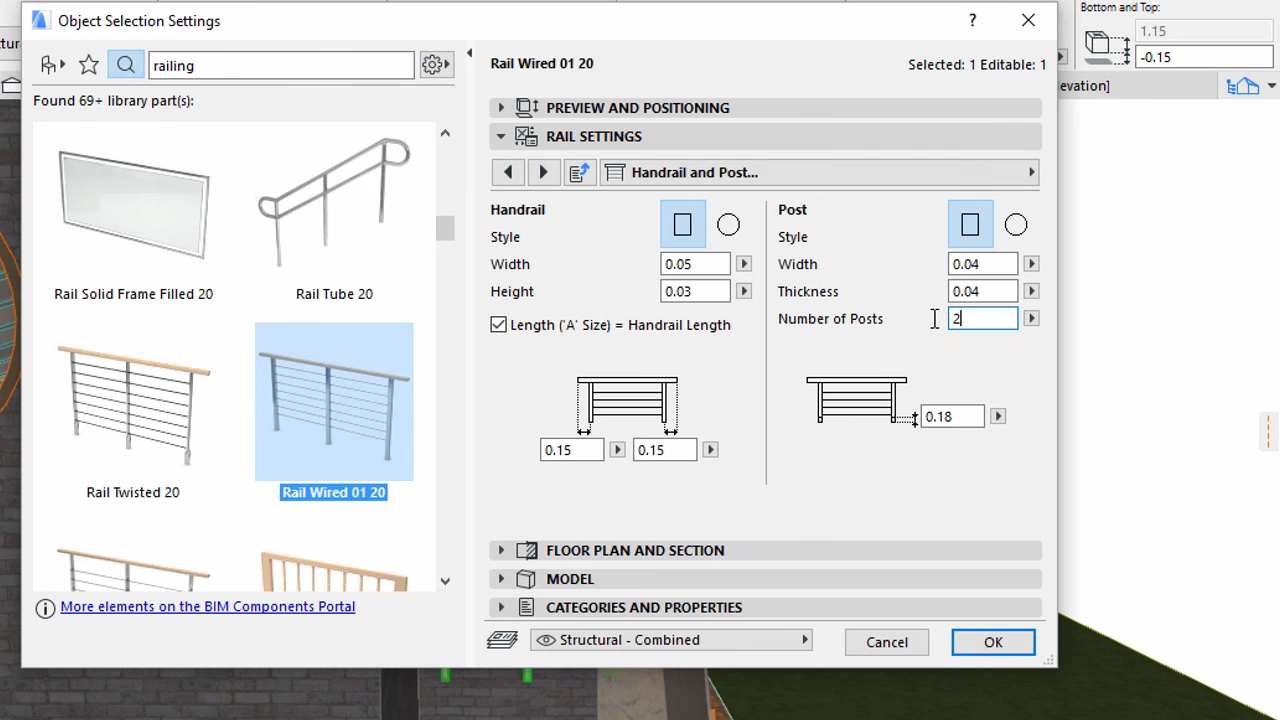 Object Selection Settings
?
Bottom and Top:
1.15
-0.15
railing
Rail Wired 01 20
Selected: 1 Editable: 1
Found 69+ library part(s):
PREVIEW AND POSITIONING
RAIL SETTINGS
Handrail and Post...
Handrail
Style
Width
0.05
Height
0.03
Length ('A' Size) = Handrail Length
0.15
0.15
Post
Style
Width
0.04
Thickness
0.04
Number of Posts
2
0.18
Rail Solid Frame Filled 20
Rail Tube 20
Rail Twisted 20
Rail Wired 01 20
FLOOR PLAN AND SECTION
MODEL
CATEGORIES AND PROPERTIES
More elements on the BIM Components Portal
Structural - Combined
Cancel
OK